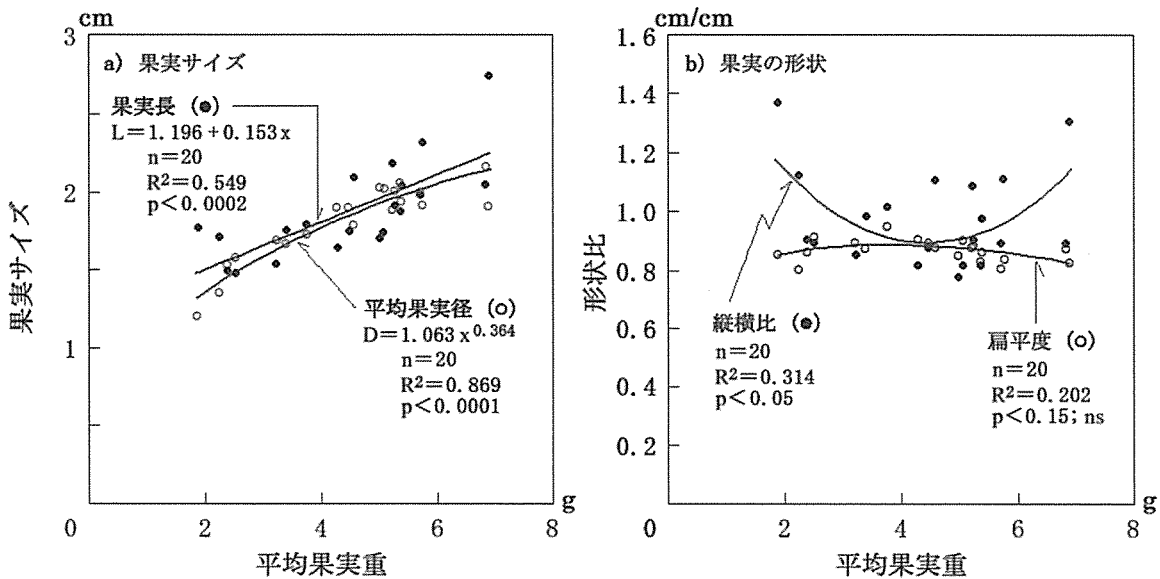 cm
3
2
1
0
2
4
6
8
g
果実サイズ
平均果実重
a) 果実サイズ
果実長 (●)
L=1.196+0.153x
n=20
R²=0.549
p<0.0002
平均果実径 (○)
D=1.063x^0.364
n=20
R²=0.869
p<0.0001
cm/cm
1.6
1.4
1.2
1.0
0.8
0.6
0.4
0.2
0
2
4
6
8
g
形状比
平均果実重
b) 果実の形状
縦横比 (●)
n=20
R²=0.314
p<0.05
扁平度 (○)
n=20
R²=0.202
p<0.15; ns